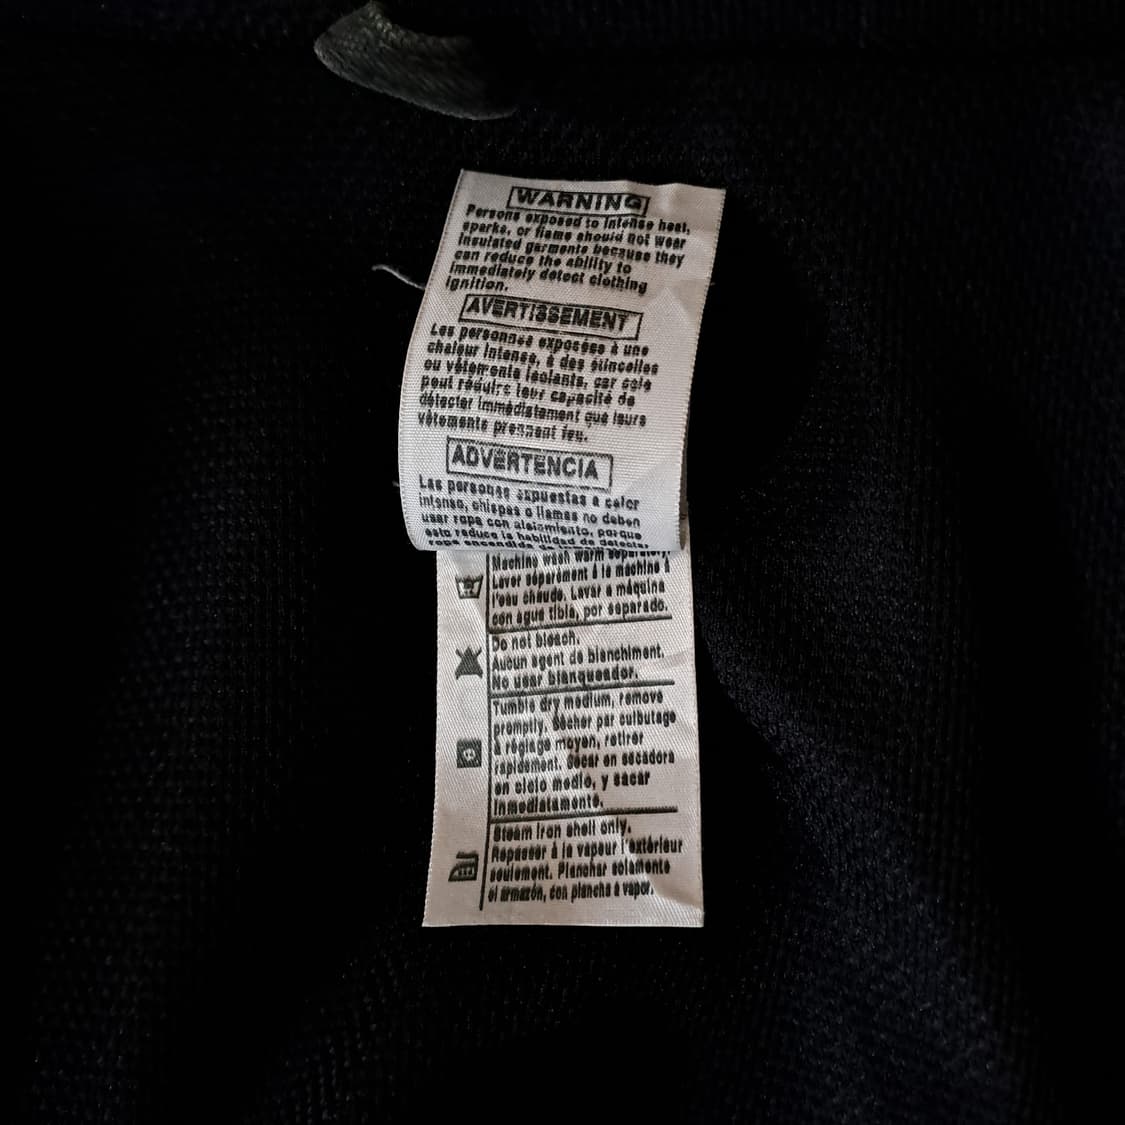 WARNING
Persons exposed to intense heat,
sparks, or flame should not wear
insulated garments because they
can reduce the ability to
immediately detect clothing
ignition.
AVERTISSEMENT
Les personnes exposées à une
chaleur intense, à des étincelles
ou vêtements isolants, car cela
peut réduire leur capacité de
détecter immédiatement que leurs
vêtements prennent feu.
ADVERTENCIA
Las personas expuestas a calor
intenso, chispas o llamas no deben
usar ropa con aislamiento, porque
esto reduce la habilidad de detectar
ropa encendida de
Machine wash warm separately.
Laver séparément à la machine à
l'eau chaude. Lavar a máquina
con agua tibia, por separado.
Do not bleach.
Aucun agent de blanchiment.
No usar blanqueador.
Tumble dry medium, remove
promptly. Sécher par culbutage
à réglage moyen, retirer
rapidement. Secar en secadora
en ciclo medio, y sacar
inmediatamente.
Steam iron shell only.
Repasser à la vapeur l'extérieur
seulement. Planchar solamente
el armazón, con plancha a vapor.